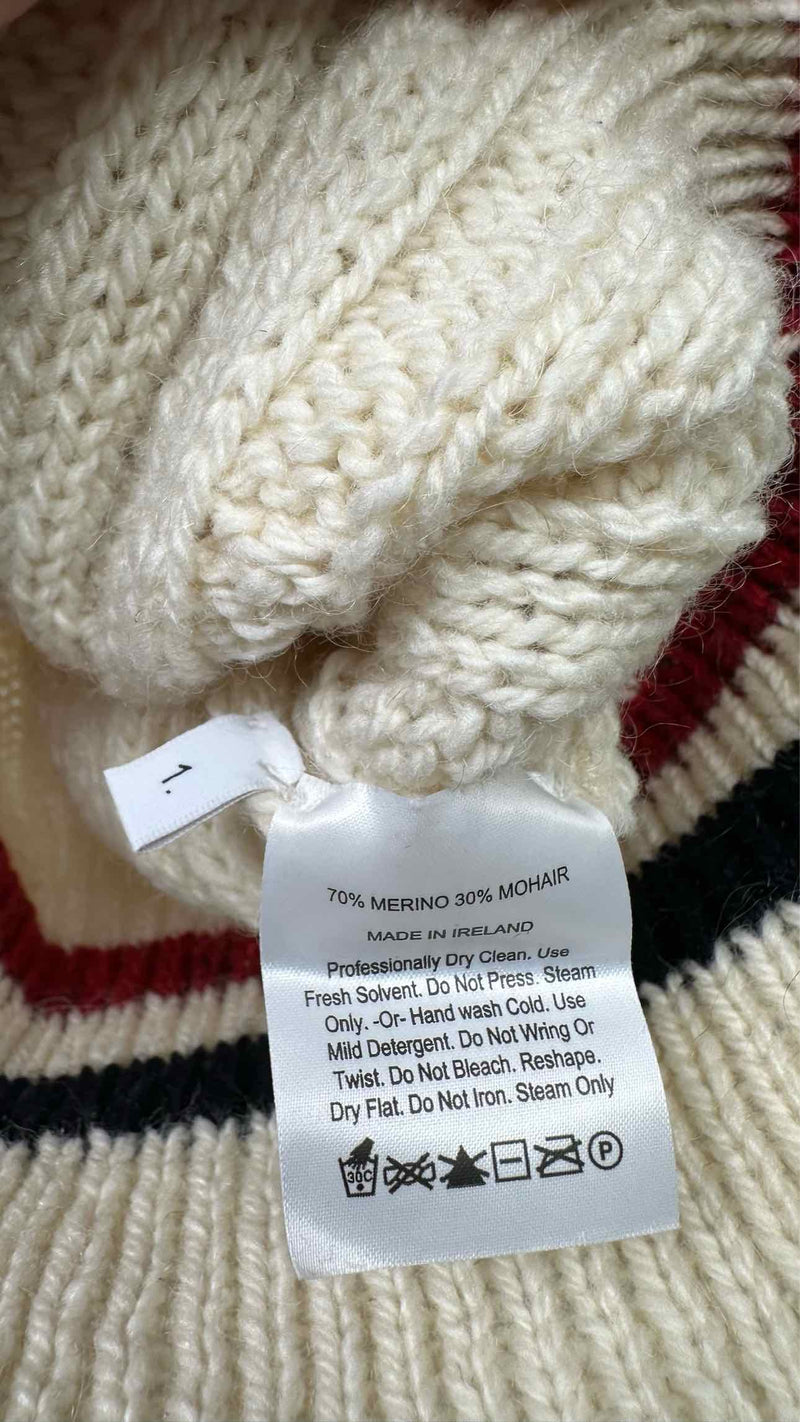 1.
70% MERINO 30% MOHAIR
MADE IN IRELAND
Professionally Dry Clean. Use
Fresh Solvent. Do Not Press. Steam
Only. -Or- Hand wash Cold. Use
Mild Detergent. Do Not Wring Or
Twist. Do Not Bleach. Reshape.
Dry Flat. Do Not Iron. Steam Only
30C P